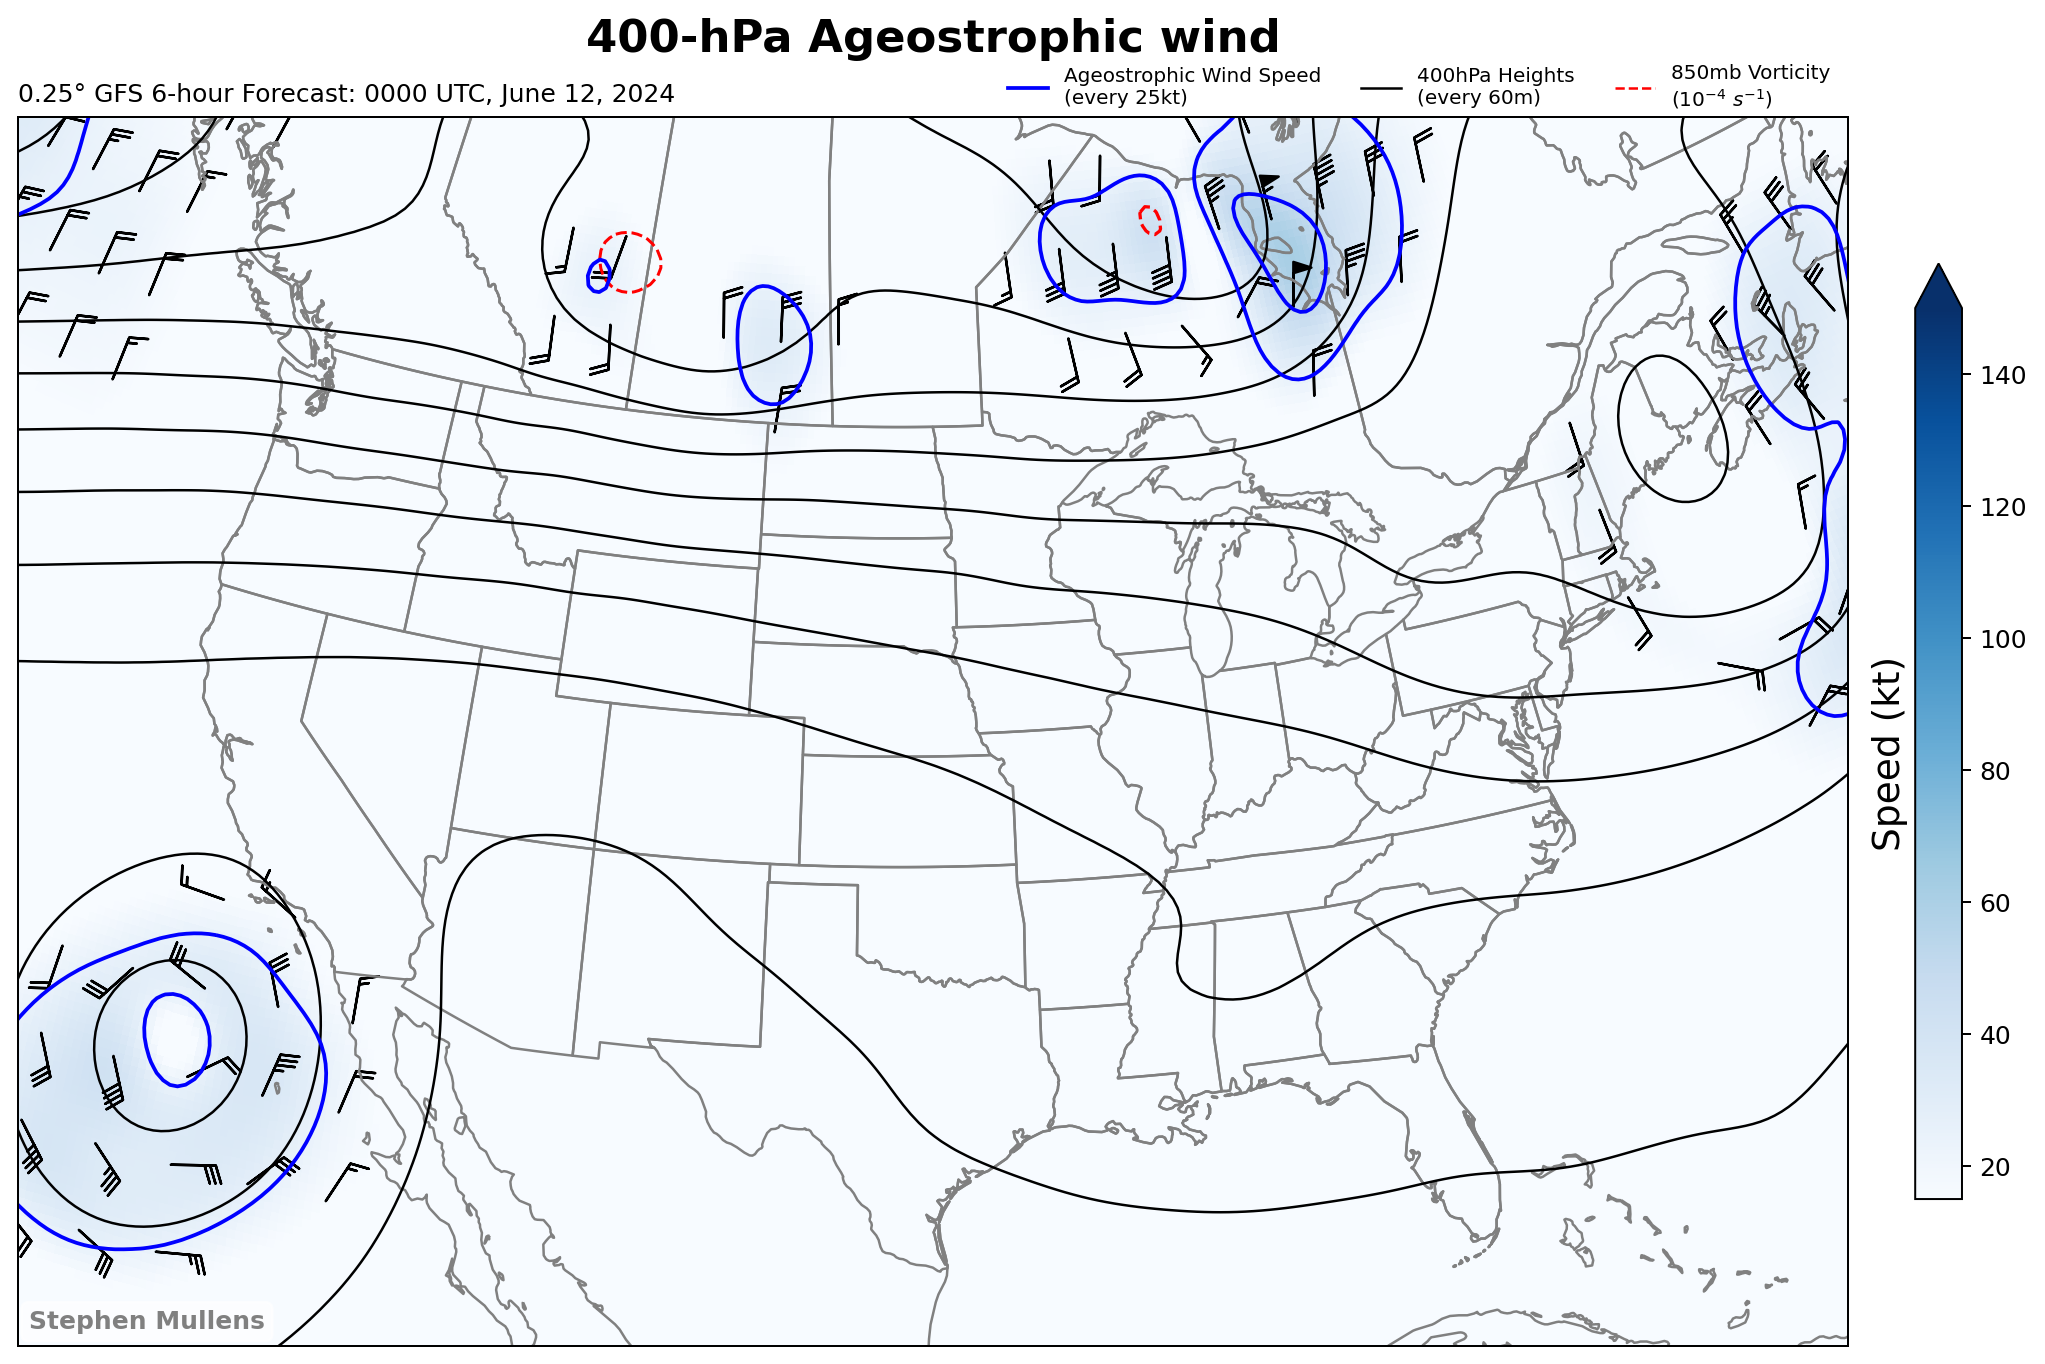 400-hPa Ageostrophic wind
0.25° GFS 6-hour Forecast: 0000 UTC, June 12, 2024
Ageostrophic Wind Speed
(every 25kt)
400hPa Heights
(every 60m)
850mb Vorticity
(10⁻⁴ s⁻¹)
140
120
100
80
60
40
20
Speed (kt)
Stephen Mullens